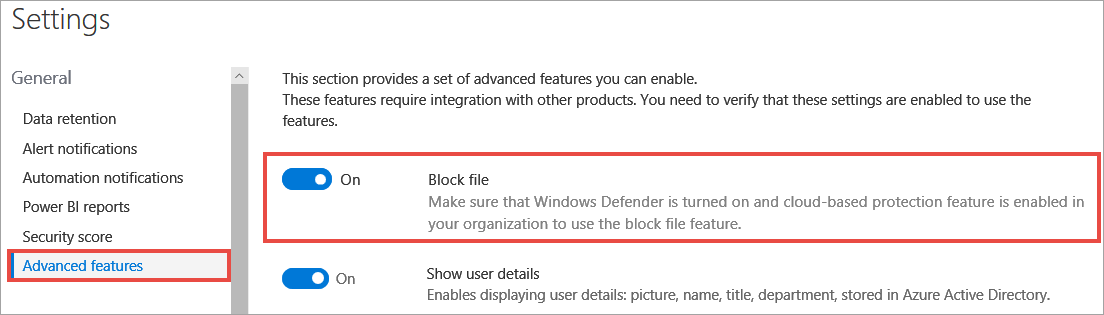 Settings
General
Data retention
Alert notifications
Automation notifications
Power BI reports
Security score
Advanced features
This section provides a set of advanced features you can enable.
These features require integration with other products. You need to verify that these settings are enabled to use the
features.
On
Block file
Make sure that Windows Defender is turned on and cloud-based protection feature is enabled in
your organization to use the block file feature.
On
Show user details
Enables displaying user details: picture, name, title, department, stored in Azure Active Directory.